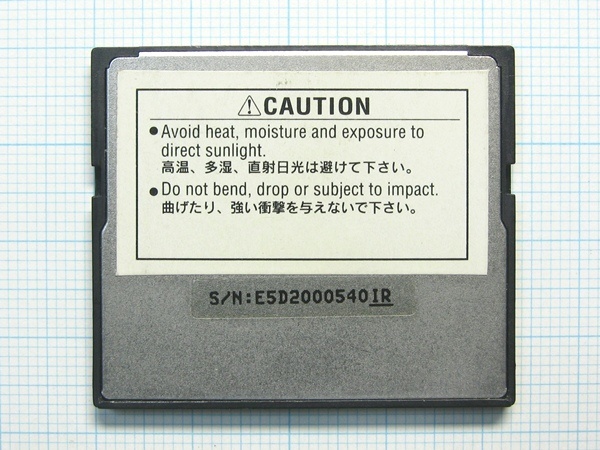 ⚠CAUTION
●Avoid heat, moisture and exposure to
direct sunlight.
高温、多湿、直射日光は避けて下さい。
●Do not bend, drop or subject to impact.
曲げたり、強い衝撃を与えないで下さい。
S/N:E5D2000540IR